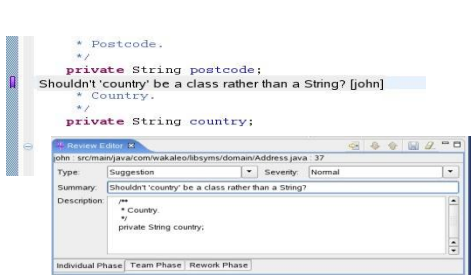 * Postcode.
*/
private String postcode;
Shouldn't 'country' be a class rather than a String? [john]
* Country.
*/
private String country;
Review Editor
john : src/main/java/com/wakaleo/libsyms/domain/Address.java : 37
Type: Suggestion Severity: Normal
Summary: Shouldn't 'country' be a class rather than a String?
Description: /**
* Country.
*/
private String country;
Individual Phase Team Phase Rework Phase